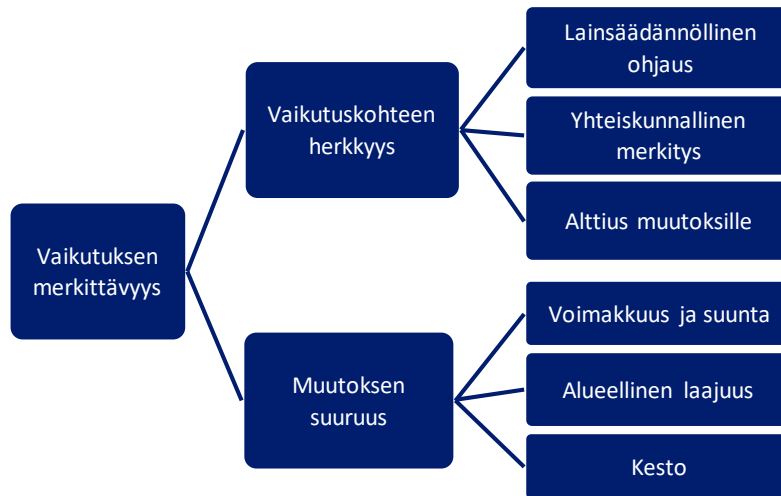 Vaikutuksen
merkittävyys
Vaikutuskohteen
herkkyys
Lainsäädännöllinen
ohjaus
Yhteiskunnallinen
merkitys
Alttius muutoksille
Muutoksen
suuruus
Voimakkuus ja suunta
Alueellinen laajuus
Kesto